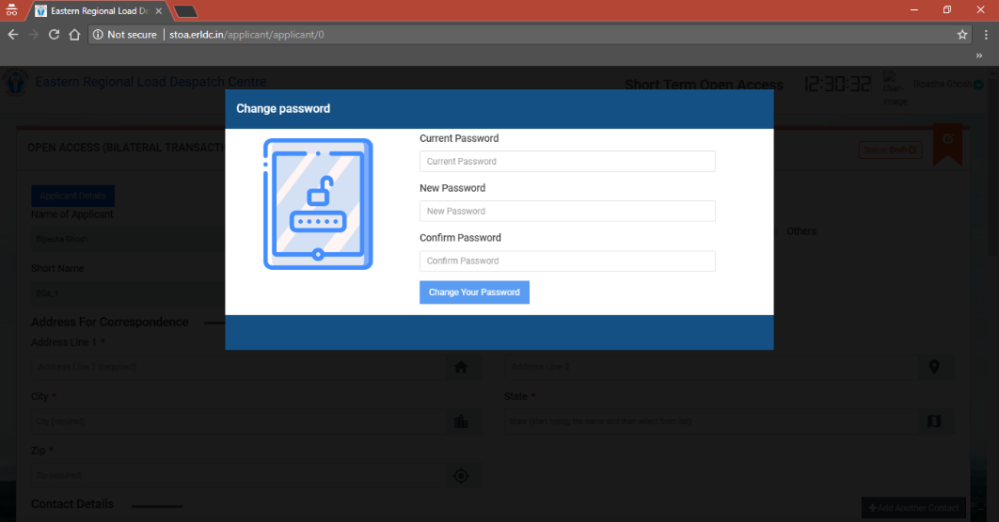 Eastern Regional Load De
Not secure | stoa.erldc.in/applicant/applicant/0
Eastern Regional Load Despatch Centre
Short Term Open Access
12:30:32
User-Image
Bipasha Ghosh
Change password
OPEN ACCESS (BILATERAL TRANSACTI
Status: Draft
Current Password
Current Password
New Password
New Password
Confirm Password
Confirm Password
Change Your Password
Applicant Details
Name of Applicant
Bipasha Ghosh
Others
Short Name
Address For Correspondence
Address Line 1 *
Address Line 1 (required)
Address Line 2
City *
State *
City (required)
State (start typing the name and then select from list)
Zip *
Zip (required)
Contact Details
+Add Another Contact